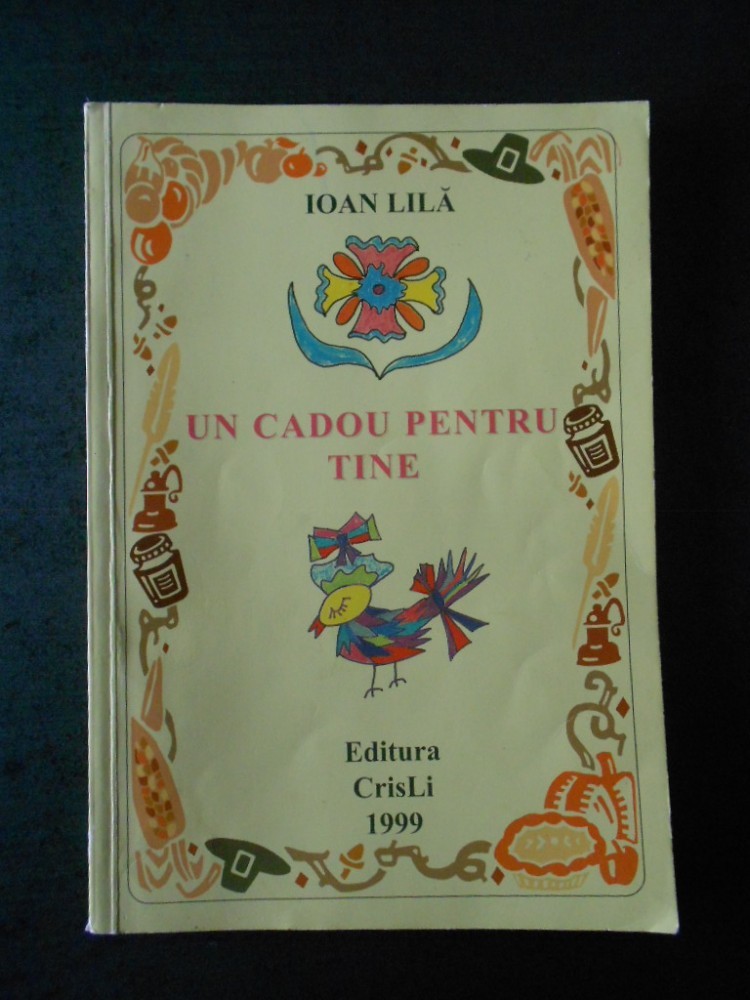 IOAN LILĂ
UN CADOU PENTRU
TINE
Editura
CrisLi
1999